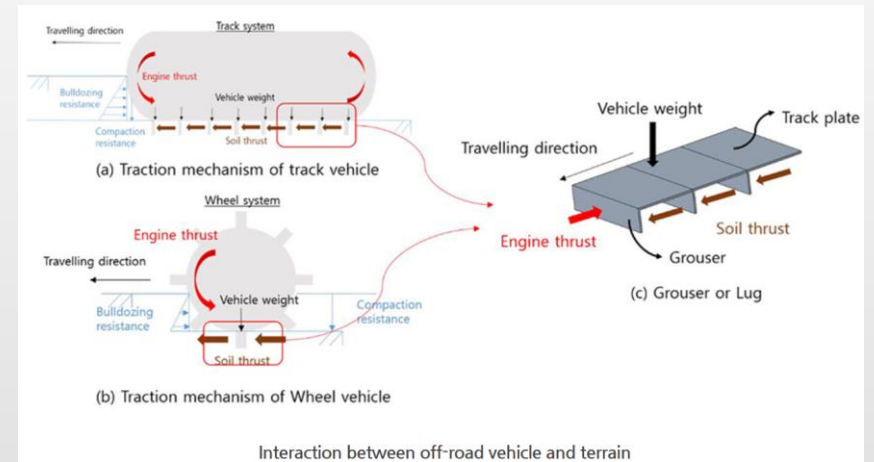 Track system
Travelling direction
Engine thrust
Bulldozing
resistance
Vehicle weight
Compaction
resistance
Soil thrust
(a) Traction mechanism of track vehicle
Wheel system
Engine thrust
Travelling direction
Vehicle weight
Bulldozing
resistance
Compaction
resistance
Soil thrust
(b) Traction mechanism of Wheel vehicle
Vehicle weight
Track plate
Travelling direction
Engine thrust
Soil thrust
Grouser
(c) Grouser or Lug
Interaction between off-road vehicle and terrain